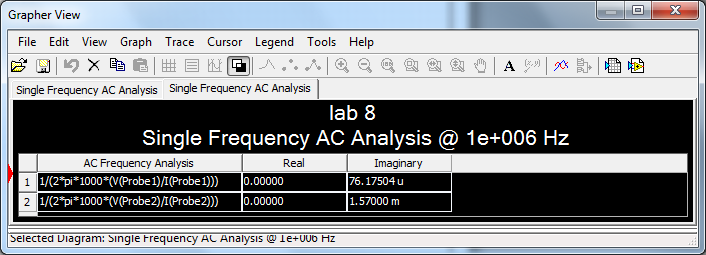 Grapher View
File Edit View Graph Trace Cursor Legend Tools Help
Single Frequency AC Analysis Single Frequency AC Analysis
lab 8
Single Frequency AC Analysis @ 1e+006 Hz
AC Frequency Analysis Real Imaginary
1 1/(2*pi*1000*(V(Probe1)/I(Probe1))) 0.00000 76.17504 u
2 1/(2*pi*1000*(V(Probe2)/I(Probe2))) 0.00000 1.57000 m
Selected Diagram: Single Frequency AC Analysis @ 1e+006 Hz